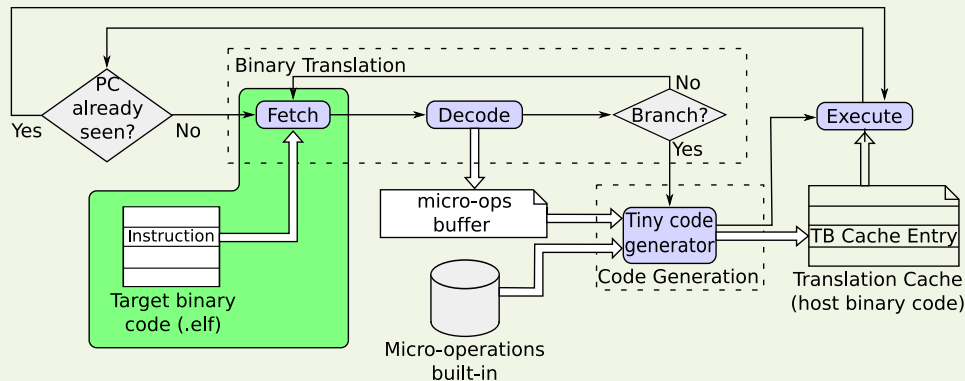 Binary Translation
PC
already
seen?
Yes
No
Fetch
Decode
No
Branch?
Yes
Execute
Instruction
Target binary
code (.elf)
micro-ops
buffer
Tiny code
generator
Code Generation
Micro-operations
built-in
TB Cache Entry
Translation Cache
(host binary code)